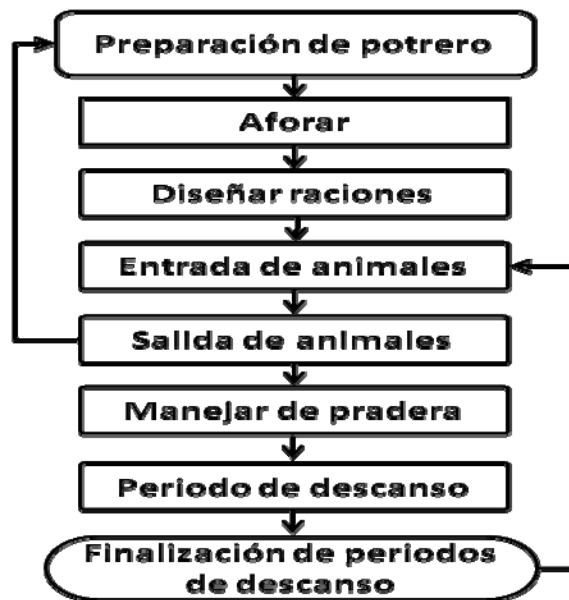 Preparación de potrero
Aforar
Diseñar raciones
Entrada de animales
Salida de animales
Manejar de pradera
Periodo de descanso
Finalización de periodos
de descanso